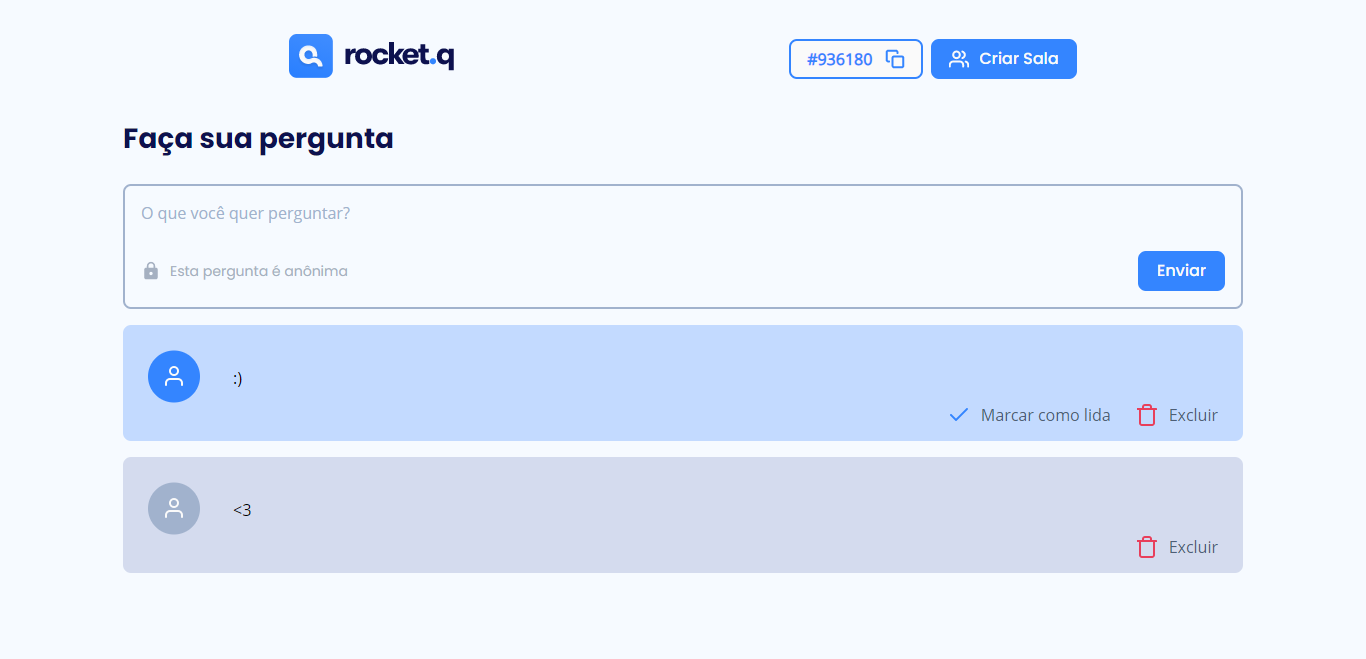 rocket.q
#936180
Criar Sala
Faça sua pergunta
O que você quer perguntar?
Esta pergunta é anônima
Enviar
:)
Marcar como lida
Excluir
<3
Excluir